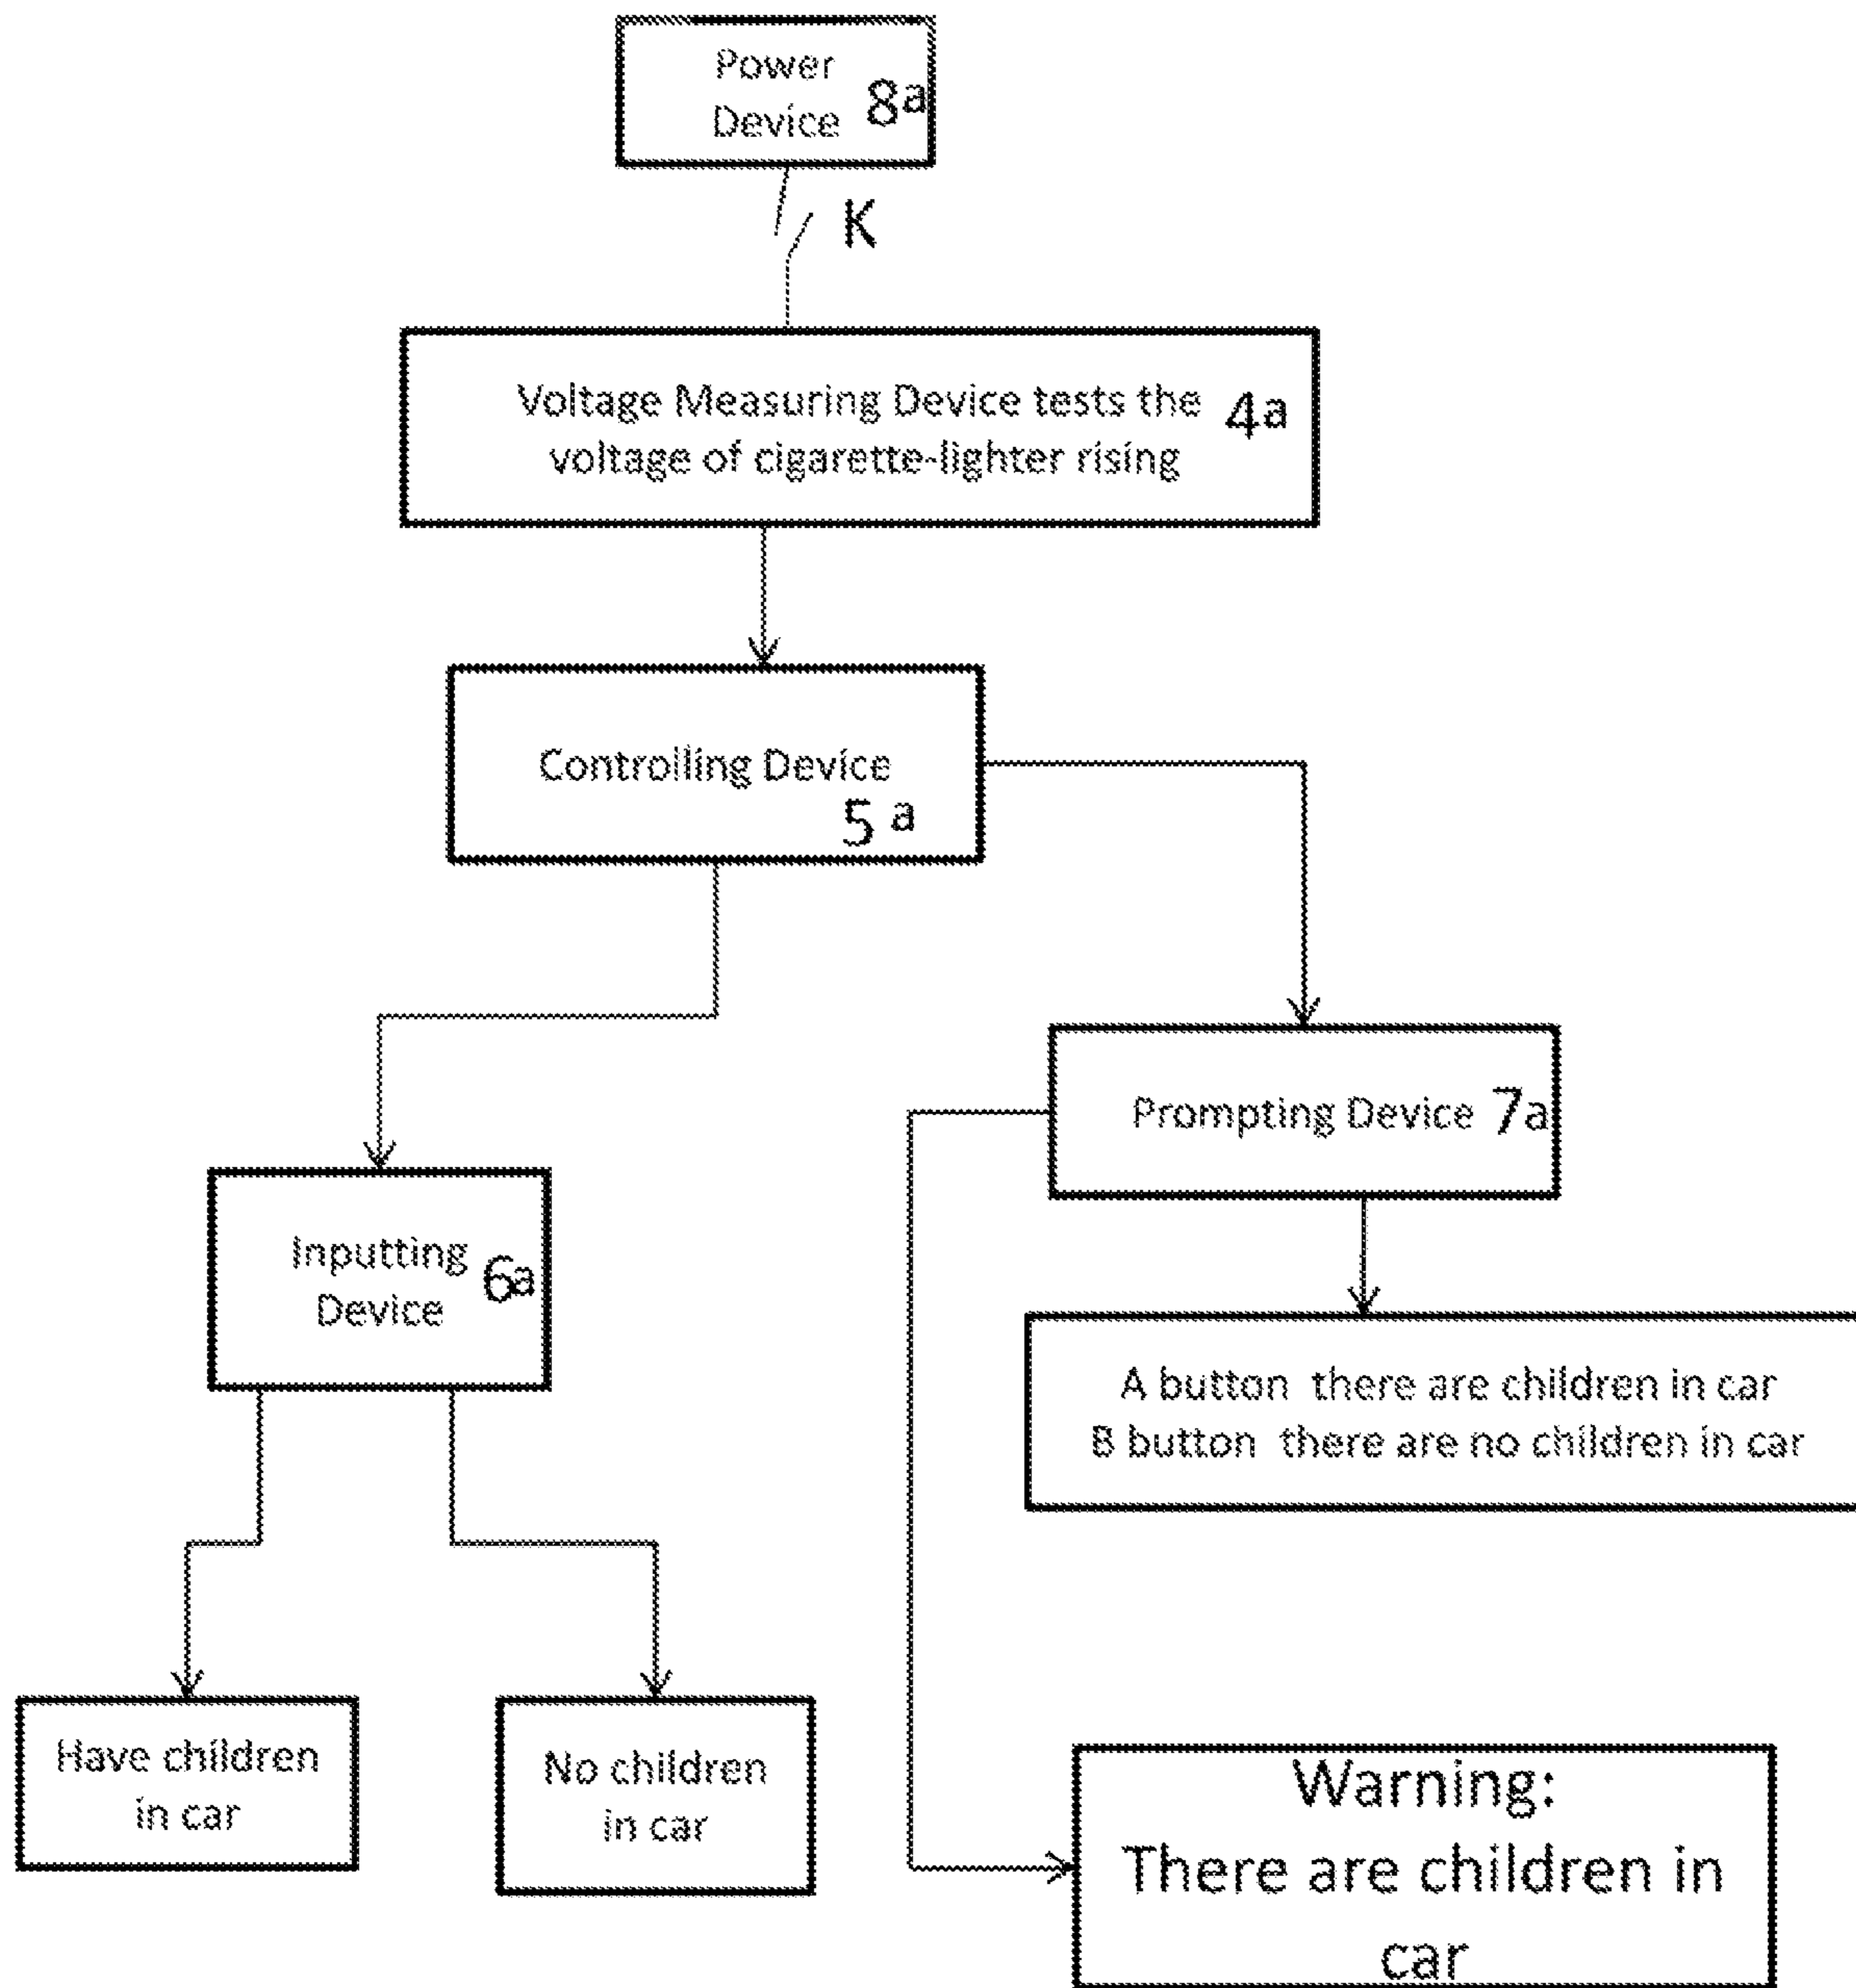 Power
Device 8a
K
Voltage Measuring Device tests the
voltage of cigarette-lighter rising 4a
Controlling Device
5 a
Prompting Device 7a
Inputting
Device 6a
A button there are children in car
B button there are no children in car
Have children
in car
No children
in car
Warning:
There are children in
car